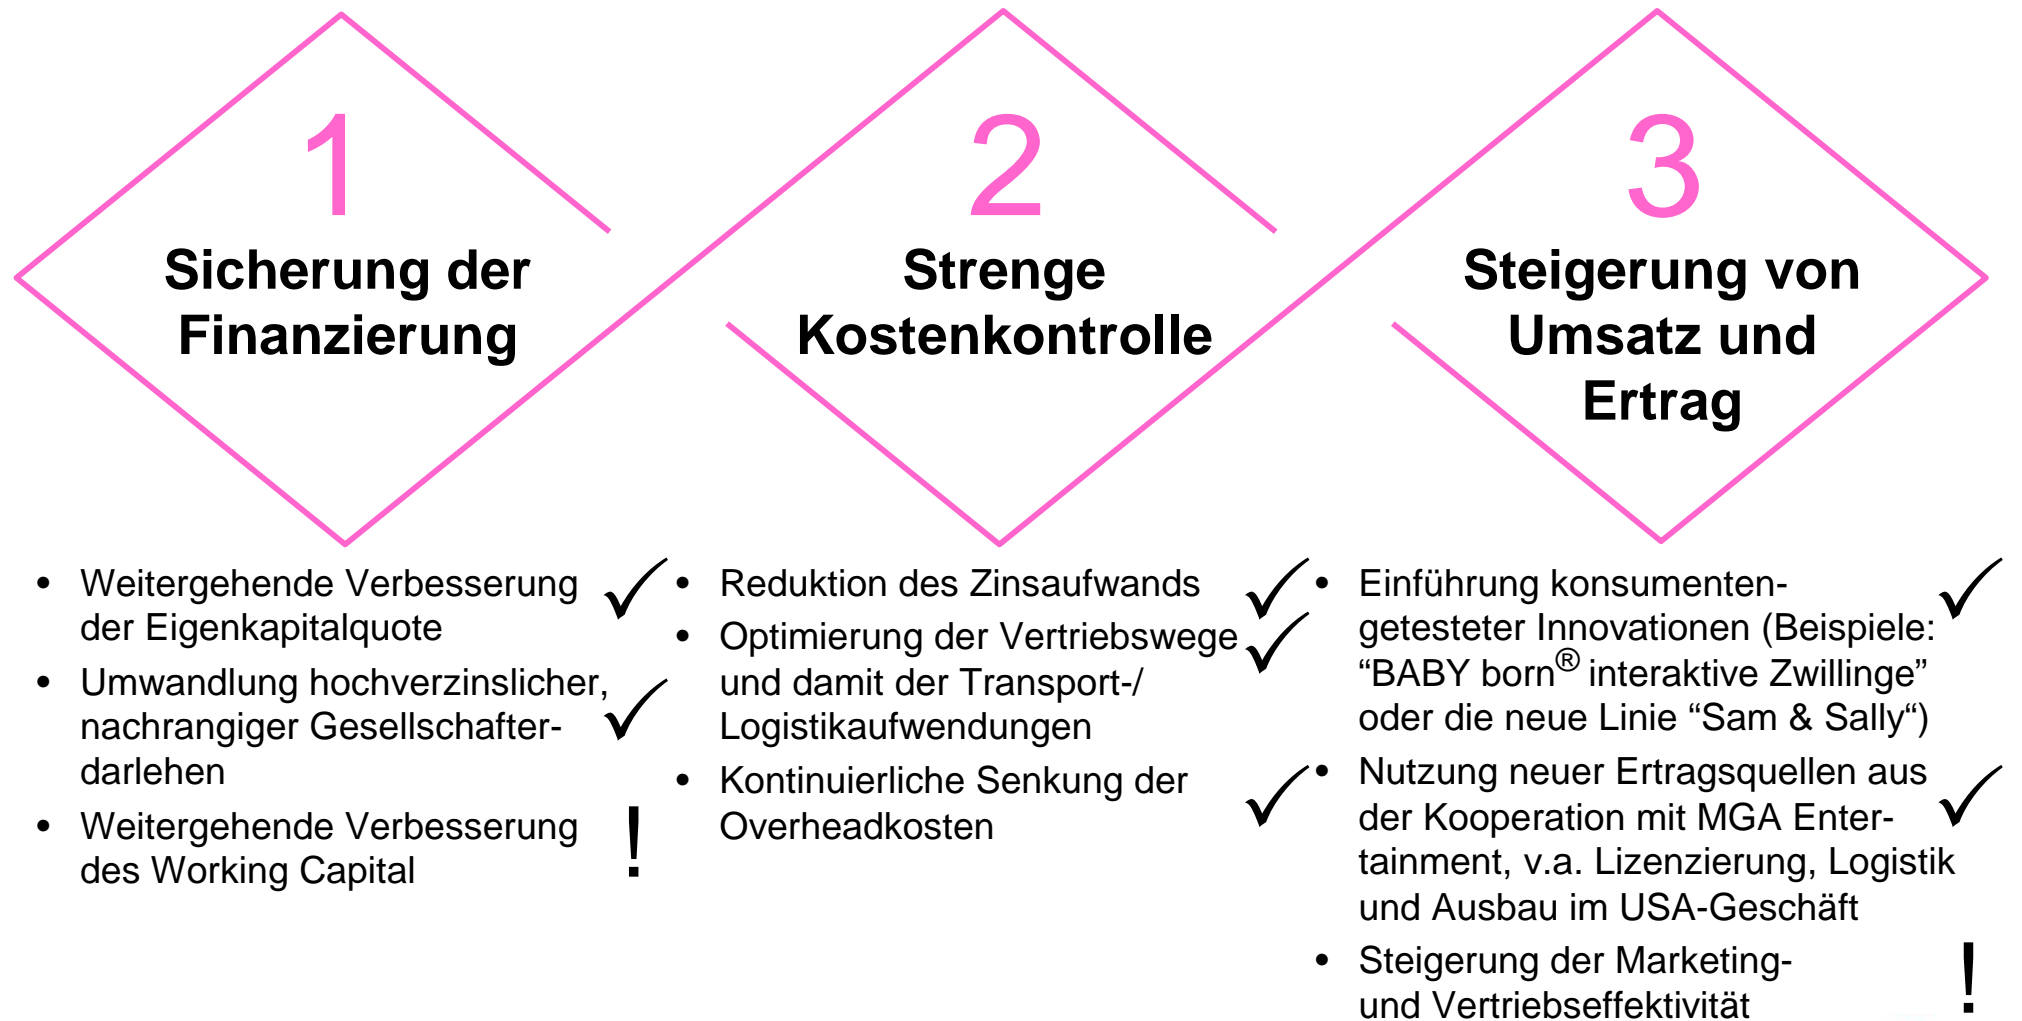 1
Sicherung der
Finanzierung
• Weitergehende Verbesserung
der Eigenkapitalquote ✓
• Umwandlung hochverzinslicher,
nachrangiger Gesellschafter- ✓
darlehen
• Weitergehende Verbesserung
des Working Capital !
2
Strenge
Kostenkontrolle
• Reduktion des Zinsaufwands ✓
• Optimierung der Vertriebswege ✓
und damit der Transport-/
Logistikaufwendungen
• Kontinuierliche Senkung der ✓
Overheadkosten
3
Steigerung von
Umsatz und
Ertrag
• Einführung konsumenten- ✓
getesteter Innovationen (Beispiele:
“BABY born® interaktive Zwillinge”
oder die neue Linie “Sam & Sally“)
• Nutzung neuer Ertragsquellen aus
der Kooperation mit MGA Enter- ✓
tainment, v.a. Lizenzierung, Logistik
und Ausbau im USA-Geschäft
• Steigerung der Marketing-
und Vertriebseffektivität !